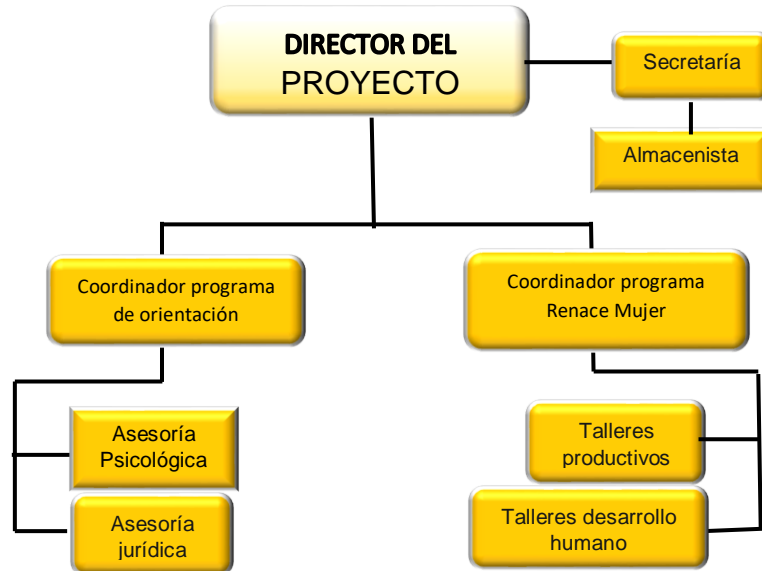 DIRECTOR DEL
PROYECTO
Secretaría
Almacenista
Coordinador programa
de orientación
Coordinador programa
Renace Mujer
Asesoría
Psicológica
Asesoría
jurídica
Talleres
productivos
Talleres desarrollo
humano